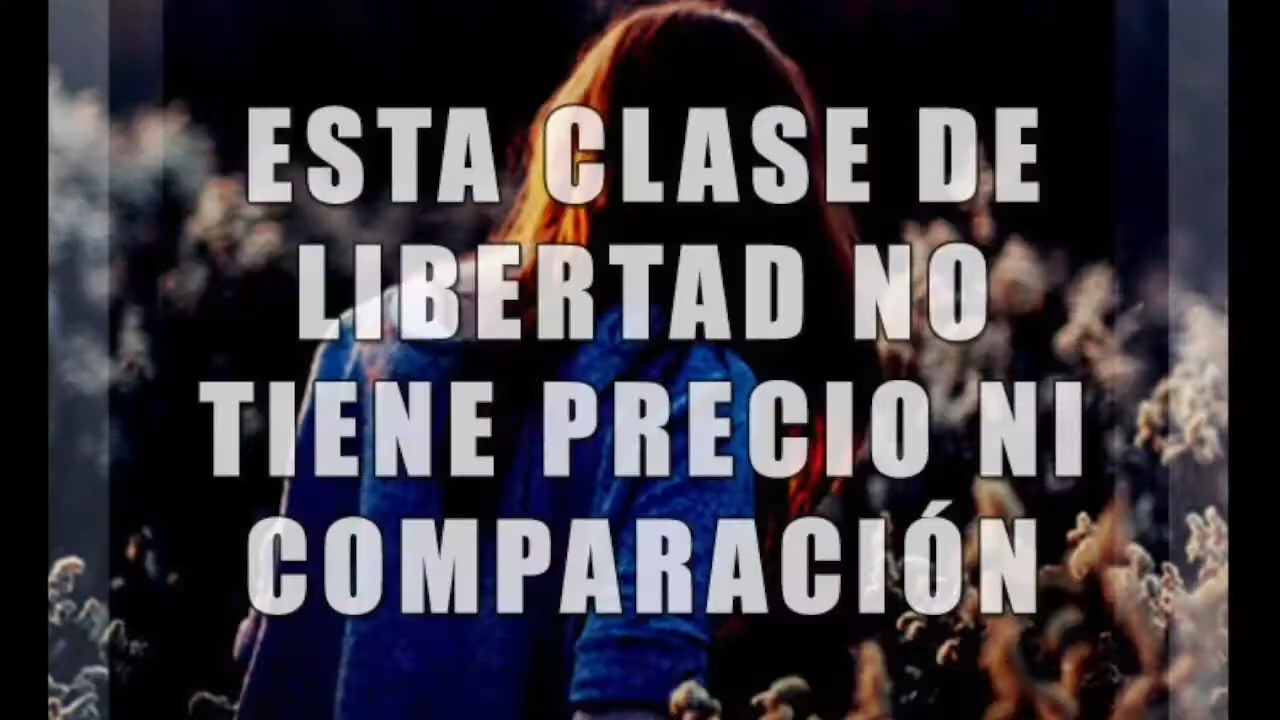 ESTA CLASE DE
LIBERTAD NO
TIENE PRECIO NI
COMPARACIÓN